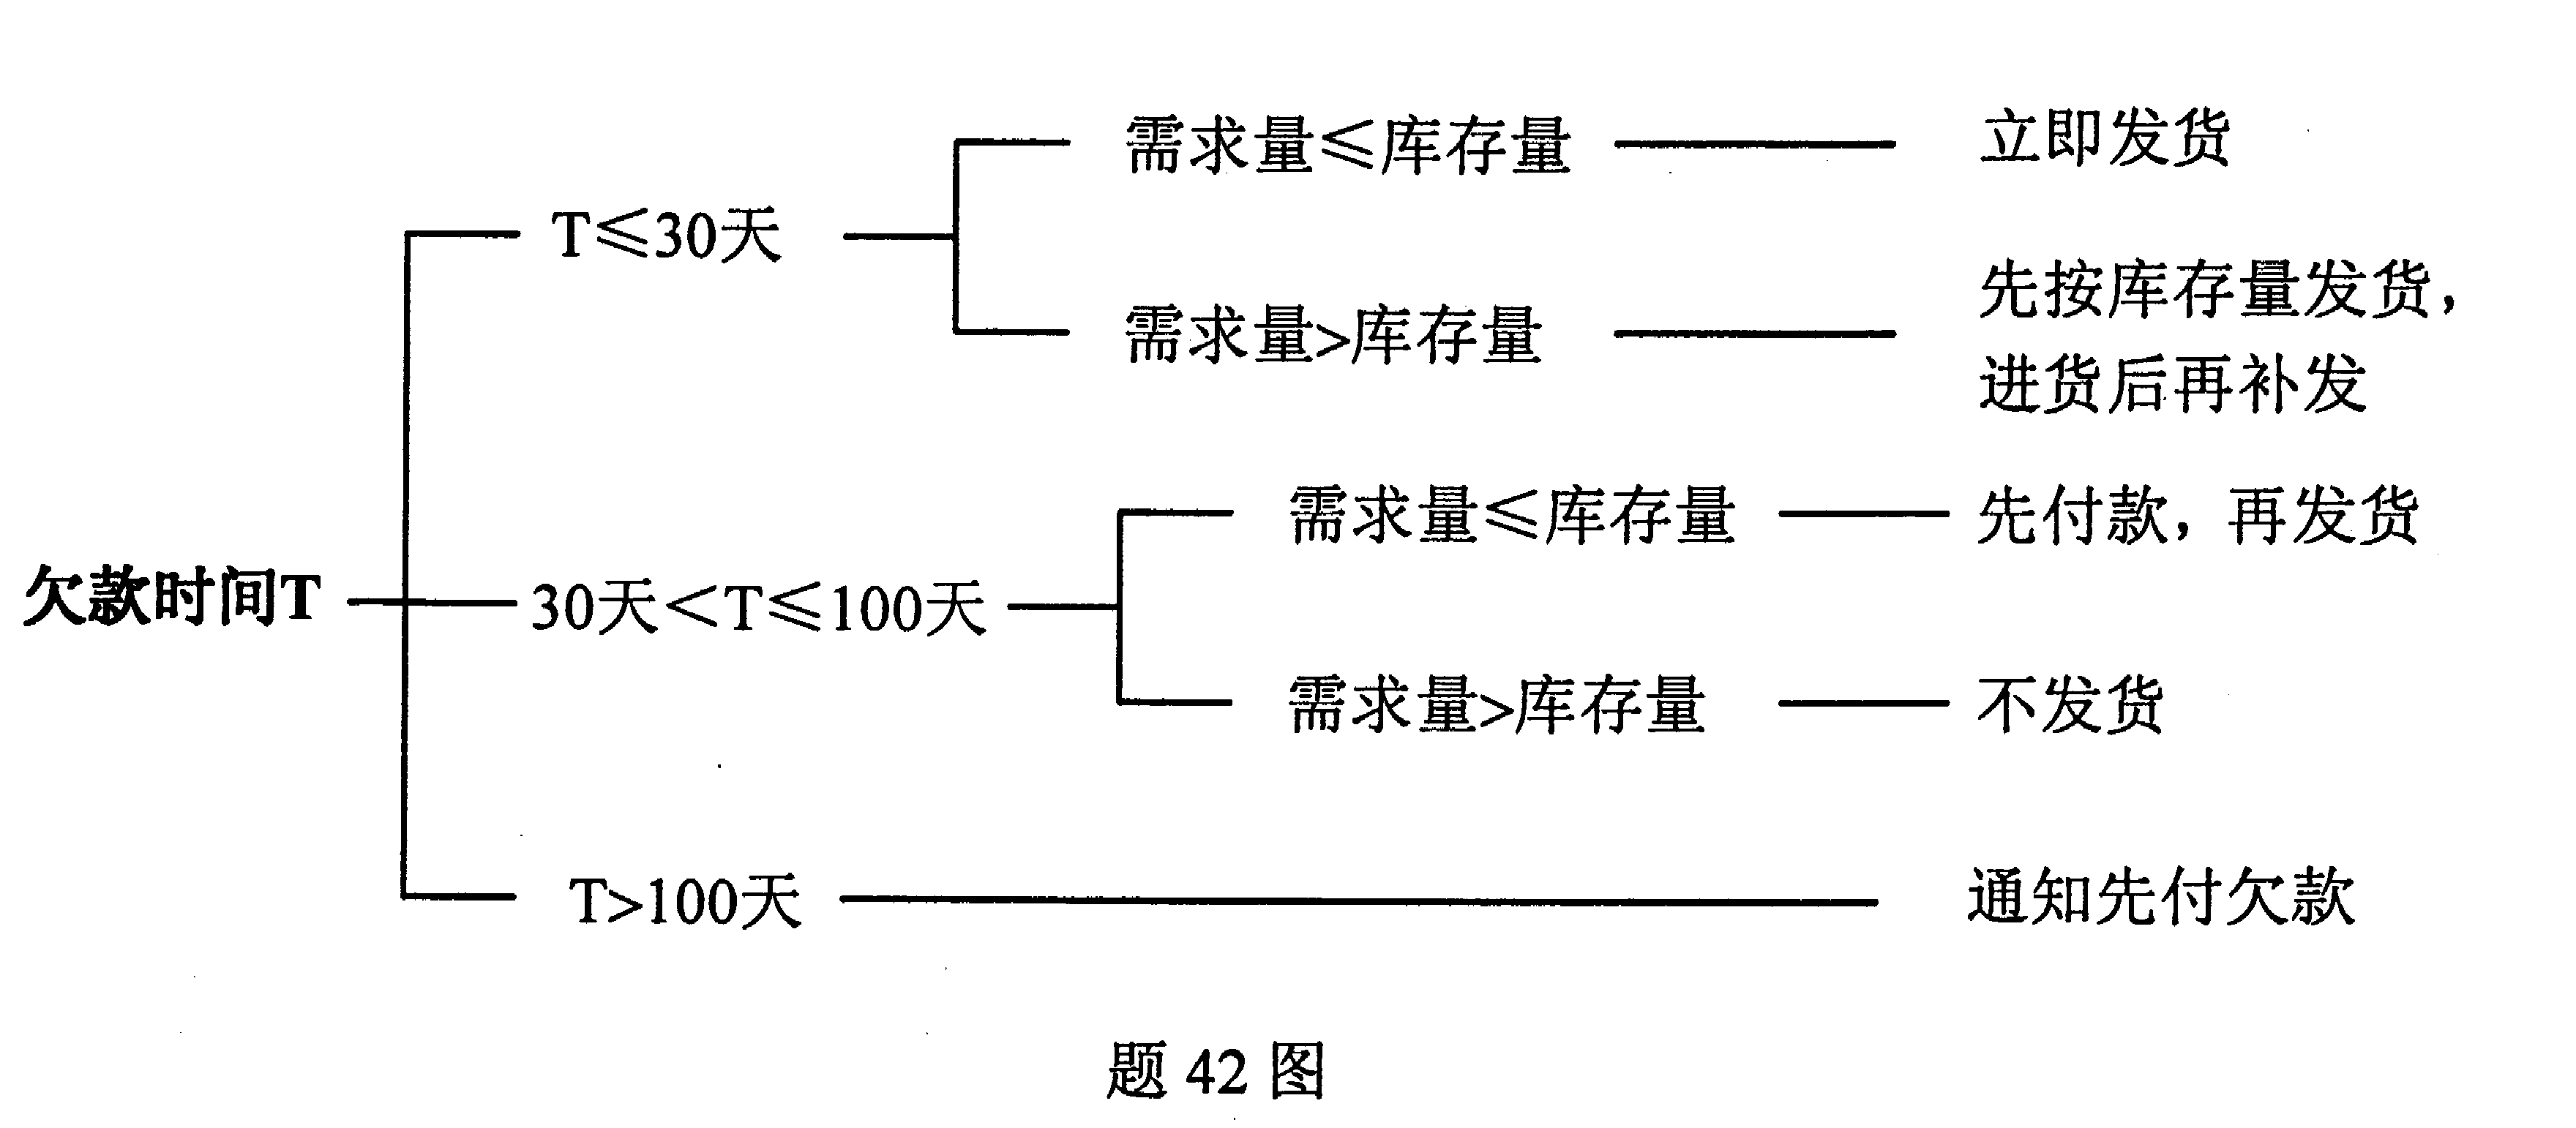 需求量≤库存量
立即发货
T≤30天
需求量>库存量
先按库存量发货，
进货后再补发
欠款时间T
30天＜T≤100天
需求量≤库存量
先付款，再发货
需求量>库存量
不发货
T>100天
通知先付欠款
题 42 图